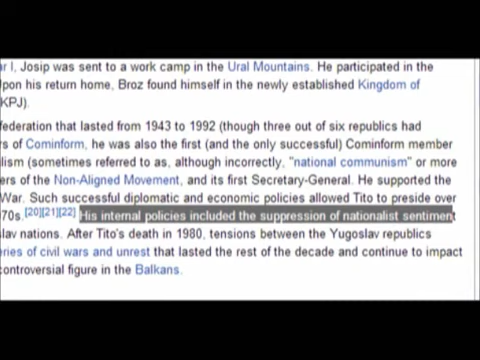 ar I, Josip was sent to a work camp in the Ural Mountains. He participated in the
Upon his return home, Broz found himself in the newly established Kingdom of
KPJ).
federation that lasted from 1943 to 1992 (though three out of six republics had
rs of Cominform, he was also the first (and the only successful) Cominform member
lism (sometimes referred to as, although incorrectly, "national communism" or more
ers of the Non-Aligned Movement, and its first Secretary-General. He supported the
War. Such successful diplomatic and economic policies allowed Tito to preside over
70s.[20][21][22] His internal policies included the suppression of nationalist sentiment
lav nations. After Tito's death in 1980, tensions between the Yugoslav republics
eries of civil wars and unrest that lasted the rest of the decade and continue to impact
controversial figure in the Balkans.